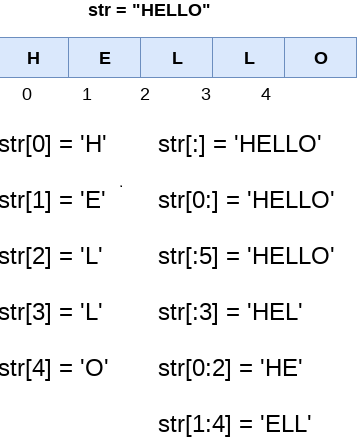 str = "HELLO"
H E L L O
0 1 2 3 4
str[0] = 'H' str[:] = 'HELLO'
str[1] = 'E' str[0:] = 'HELLO'
str[2] = 'L' str[:5] = 'HELLO'
str[3] = 'L' str[:3] = 'HEL'
str[4] = 'O' str[0:2] = 'HE'
str[1:4] = 'ELL'